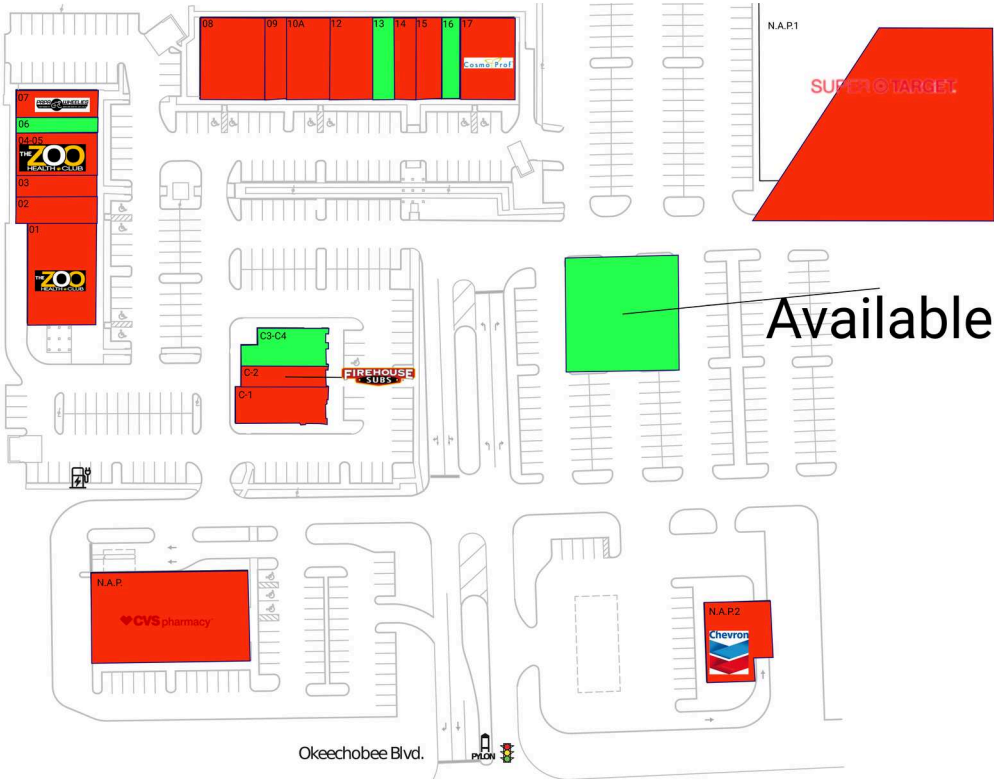 08
09
10A
12
13
14
15
16
17
CosmoProf
N.A.P.1
SUPER TARGET
07
PAPA WHEELIES
06
04-05
THE ZOO
HEALTH CLUB
03
02
01
THE ZOO
HEALTH CLUB
Available
C3-C4
C-2
FIREHOUSE
SUBS
C-1
N.A.P.
CVS pharmacy
N.A.P.2
Chevron
Okeechobee Blvd.
PYLON